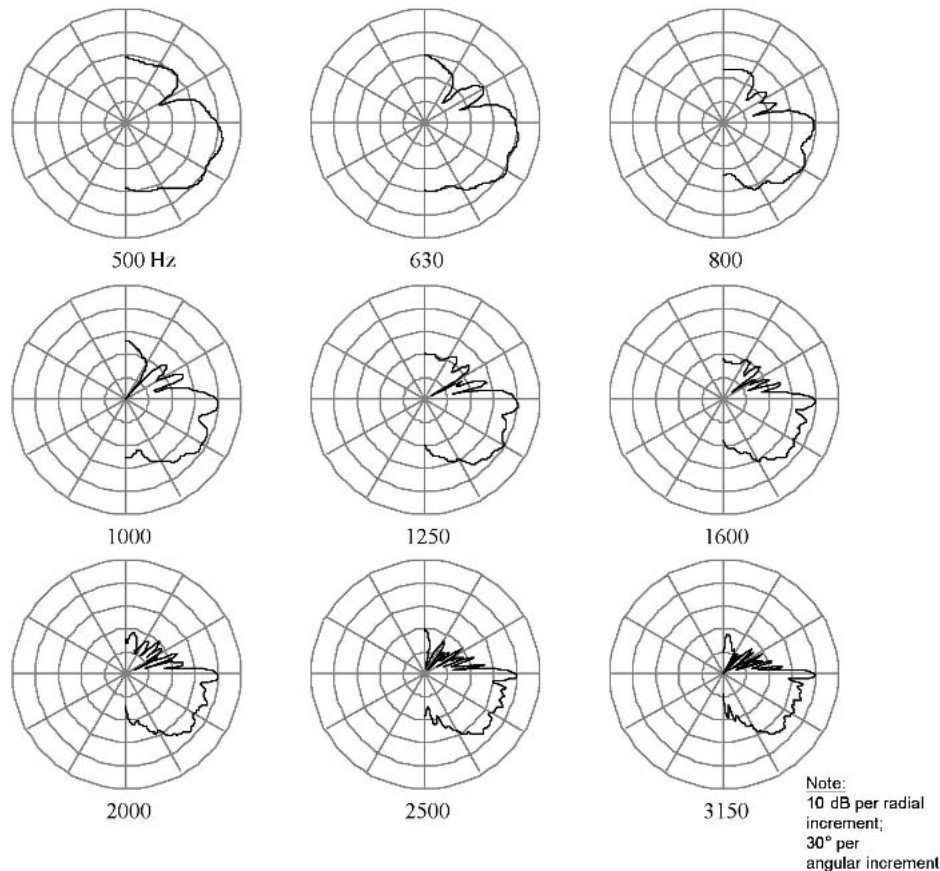 500 Hz
630
800
1000
1250
1600
2000
2500
3150
Note:
10 dB per radial
increment;
30° per
angular increment